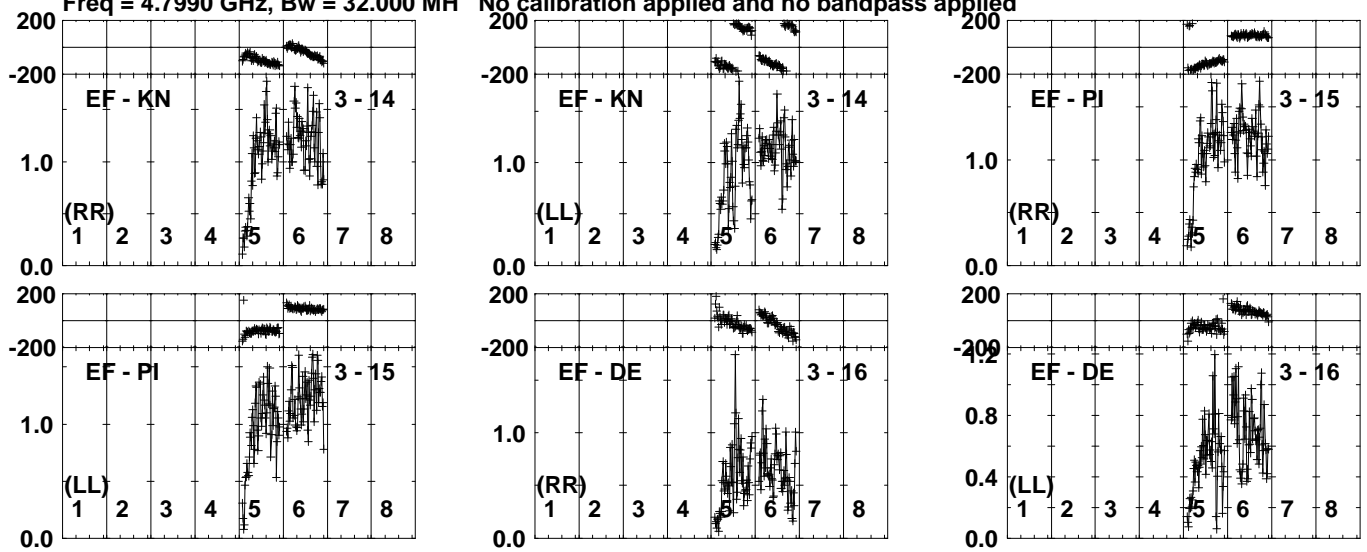 Freq = 4.7990 GHz, Bw = 32.000 MH No calibration applied and no bandpass applied
200
-200
EF - KN 3 - 14
1.0
(RR)
1 2 3 4 5 6 7 8
0.0
200
-200
EF - KN 3 - 14
1.0
(LL)
1 2 3 4 5 6 7 8
0.0
200
-200
EF - PI 3 - 15
1.0
(RR)
1 2 3 4 5 6 7 8
0.0
200
-200
EF - PI 3 - 15
1.0
(LL)
1 2 3 4 5 6 7 8
0.0
200
-200
EF - DE 3 - 16
1.0
(RR)
1 2 3 4 5 6 7 8
0.0
200
-200
1.2
EF - DE 3 - 16
0.8
0.4
(LL)
1 2 3 4 5 6 7 8
0.0